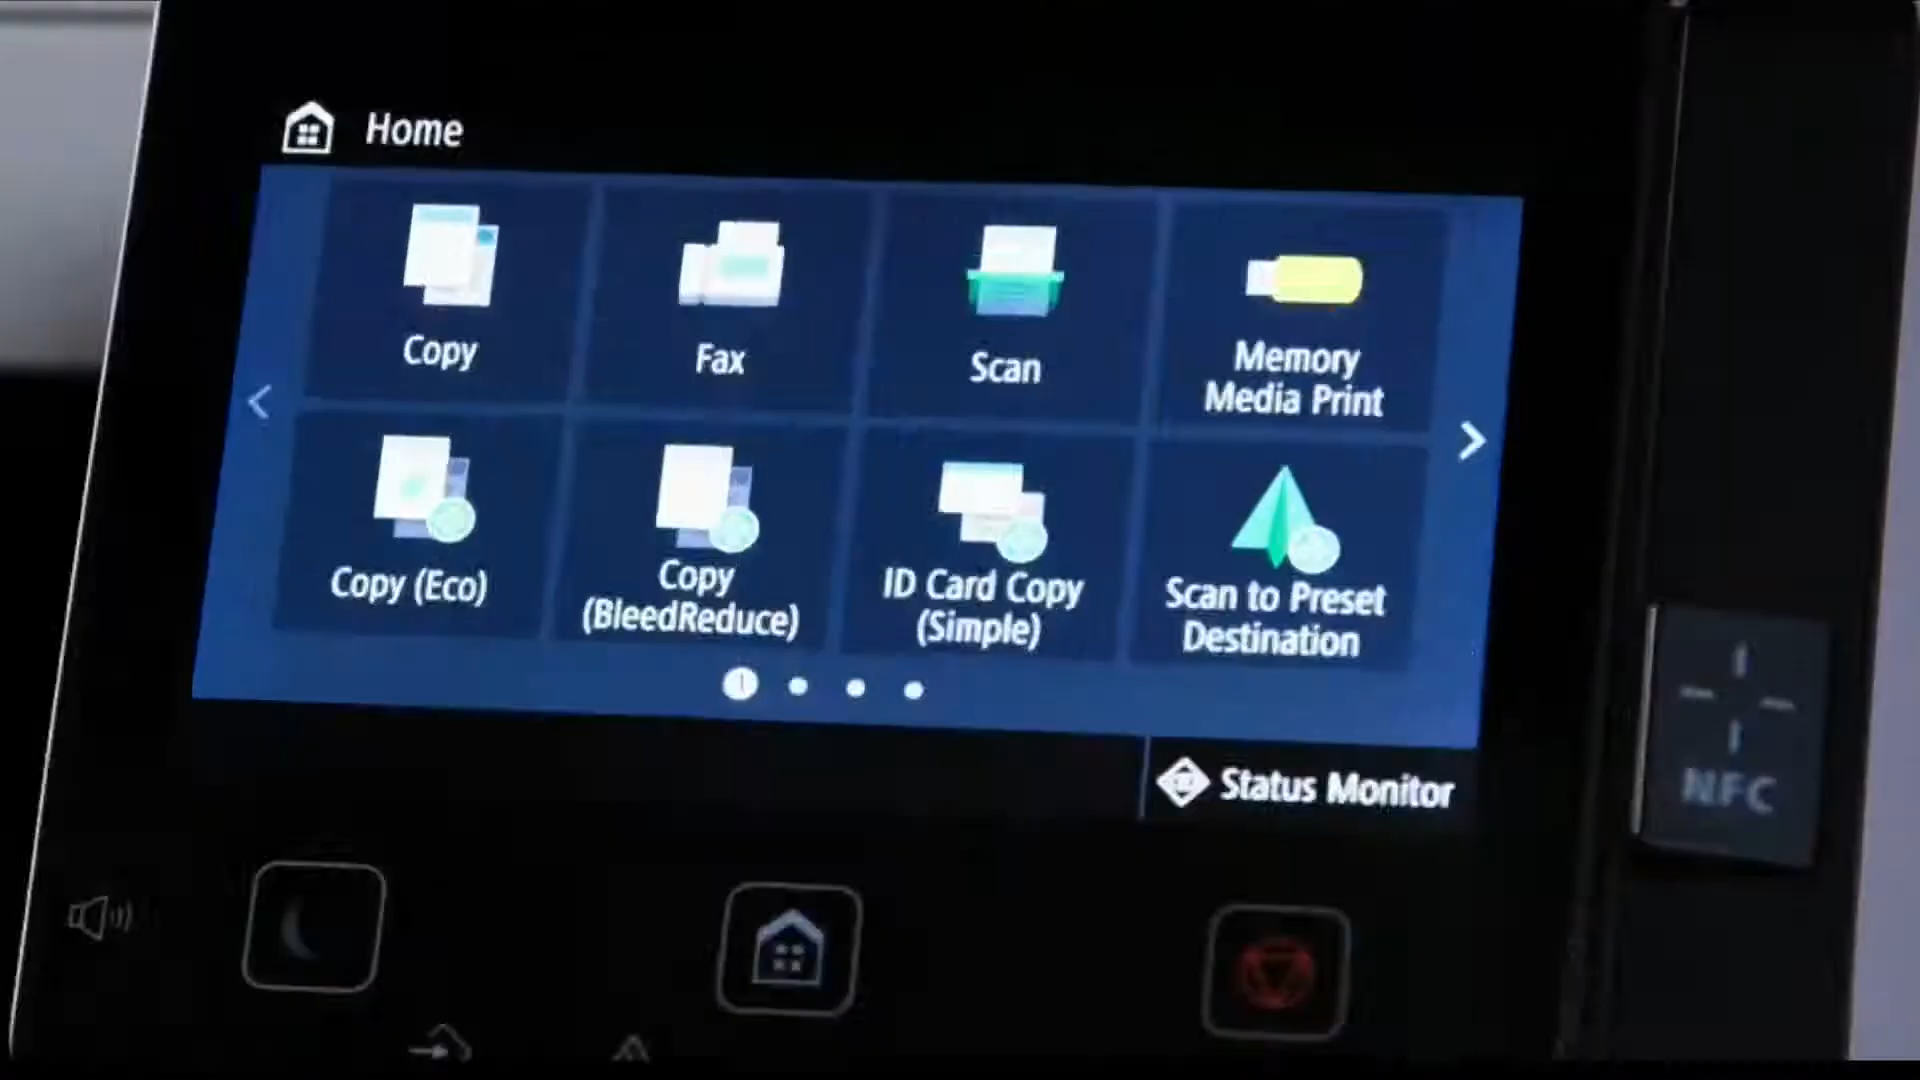 Home
Copy
Fax
Scan
Memory
Media Print
Copy (Eco)
Copy
(BleedReduce)
ID Card Copy
(Simple)
Scan to Preset
Destination
1
Status Monitor
NFC